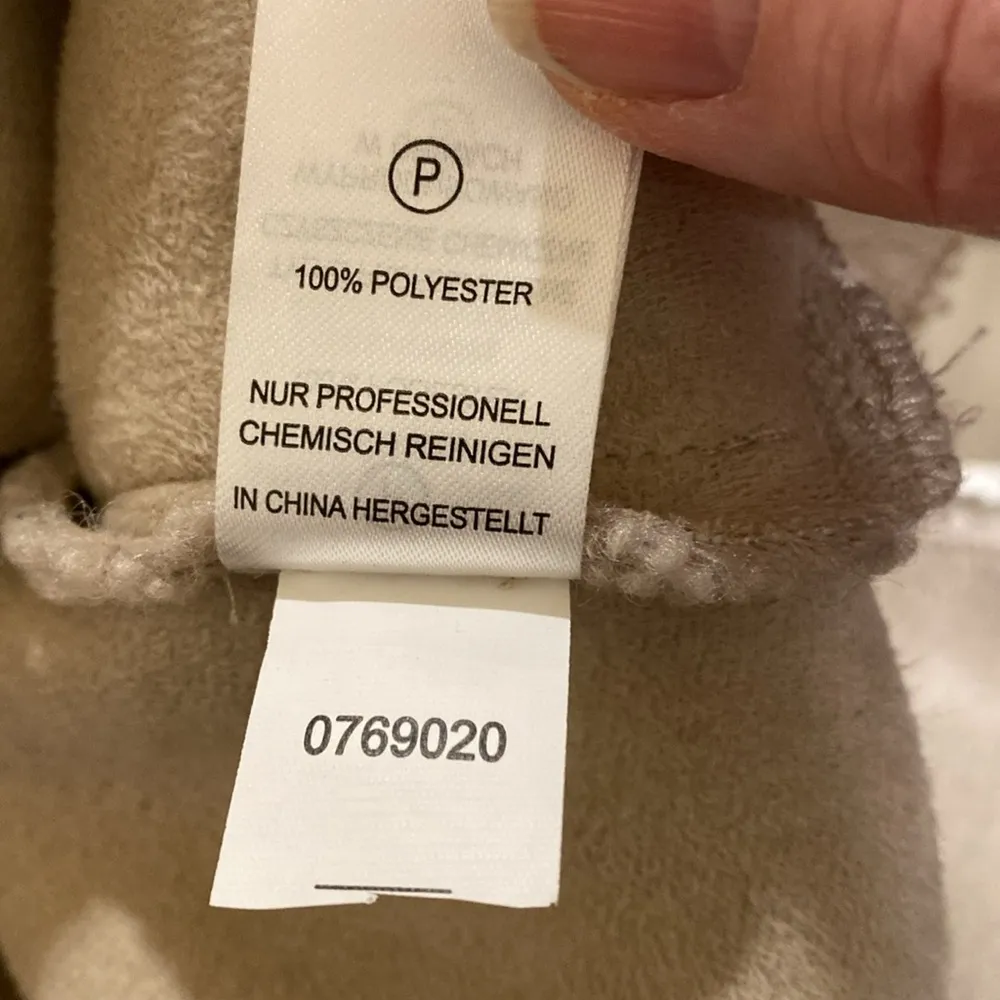 P
100% POLYESTER
NUR PROFESSIONELL
CHEMISCH REINIGEN
IN CHINA HERGESTELLT
0769020